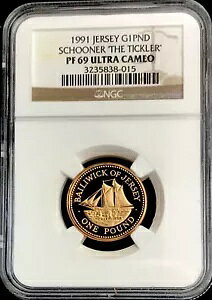 1991 JERSEY G1PND
SCHOONER 'THE TICKLER'
PF 69 ULTRA CAMEO
3235838-015
NGC
BAILIWICK OF JERSEY
ONE POUND